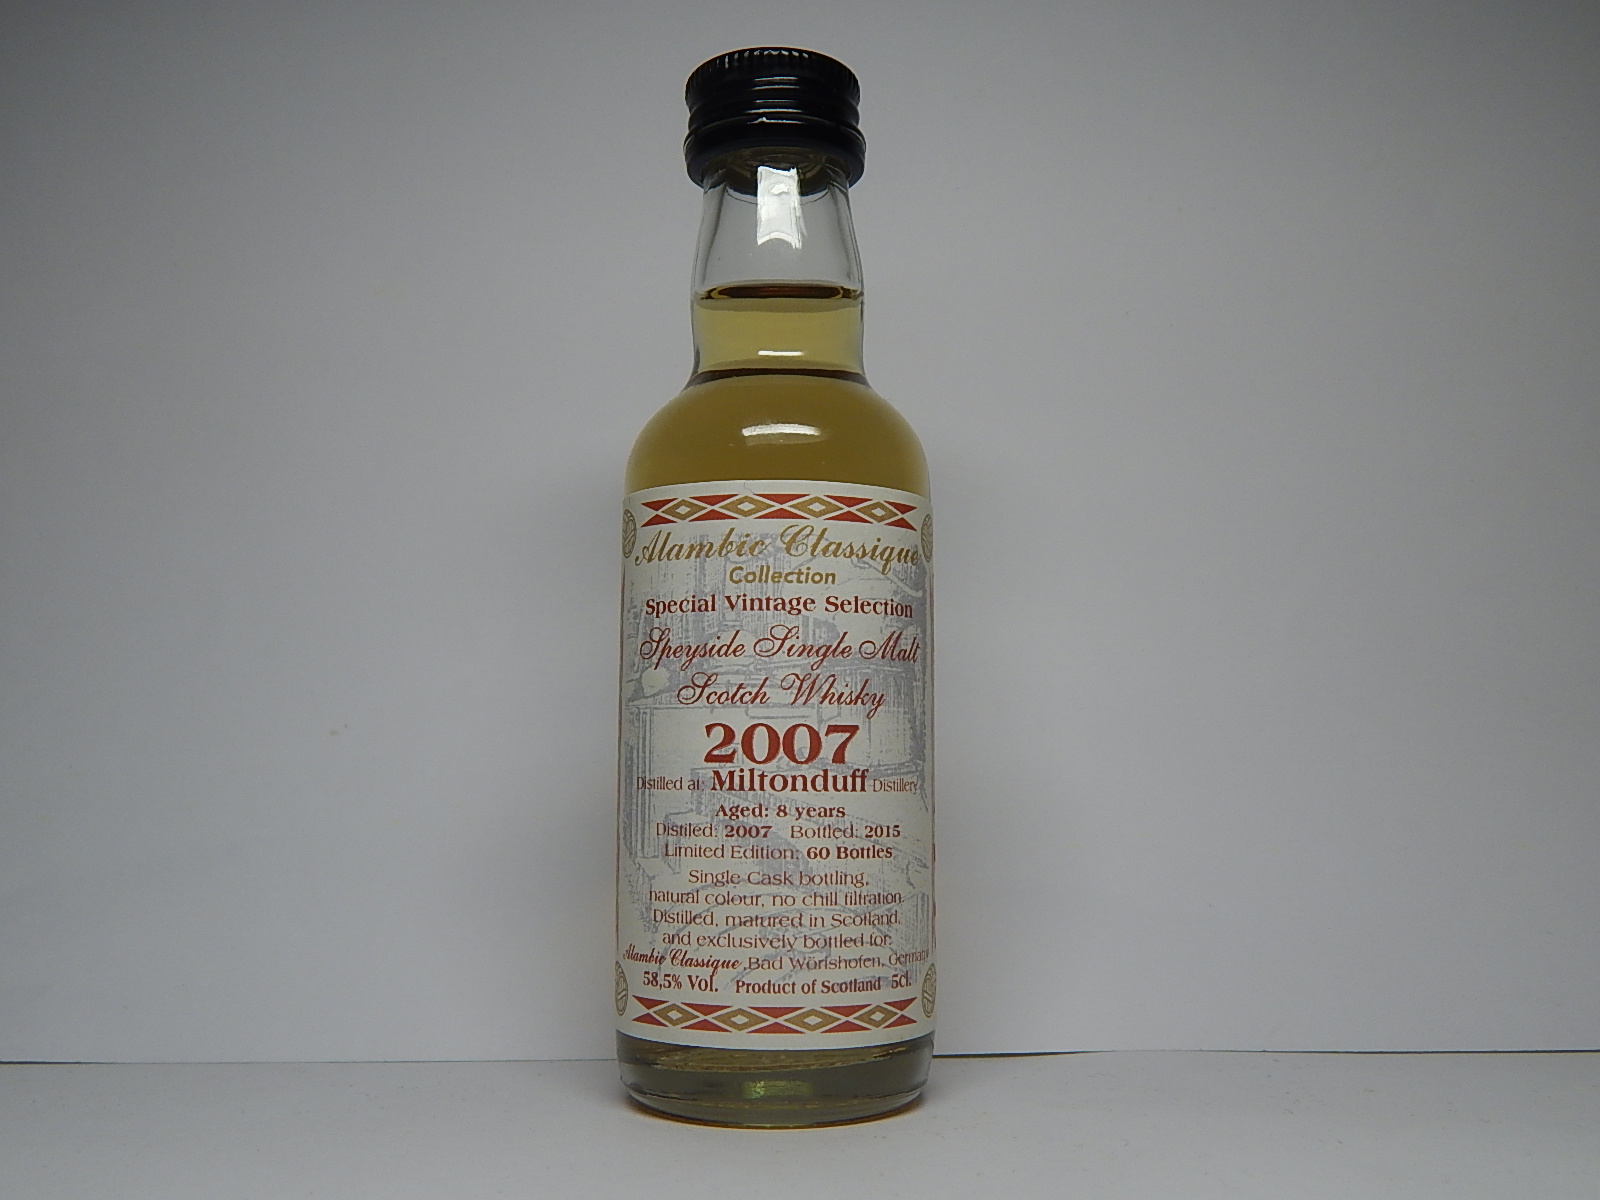 Alambic Classique
Collection
Special Vintage Selection
Speyside Single Malt
Scotch Whisky
2007
Distilled at: Miltonduff Distillery
Aged: 8 years
Distilled: 2007 Bottled: 2015
Limited Edition: 60 Bottles
Single Cask bottling,
natural colour, no chill filtration.
Distilled, matured in Scotland,
and exclusively bottled for:
Alambic Classique, Bad Wörishofen, Germany
58,5% Vol. Product of Scotland 5cl.